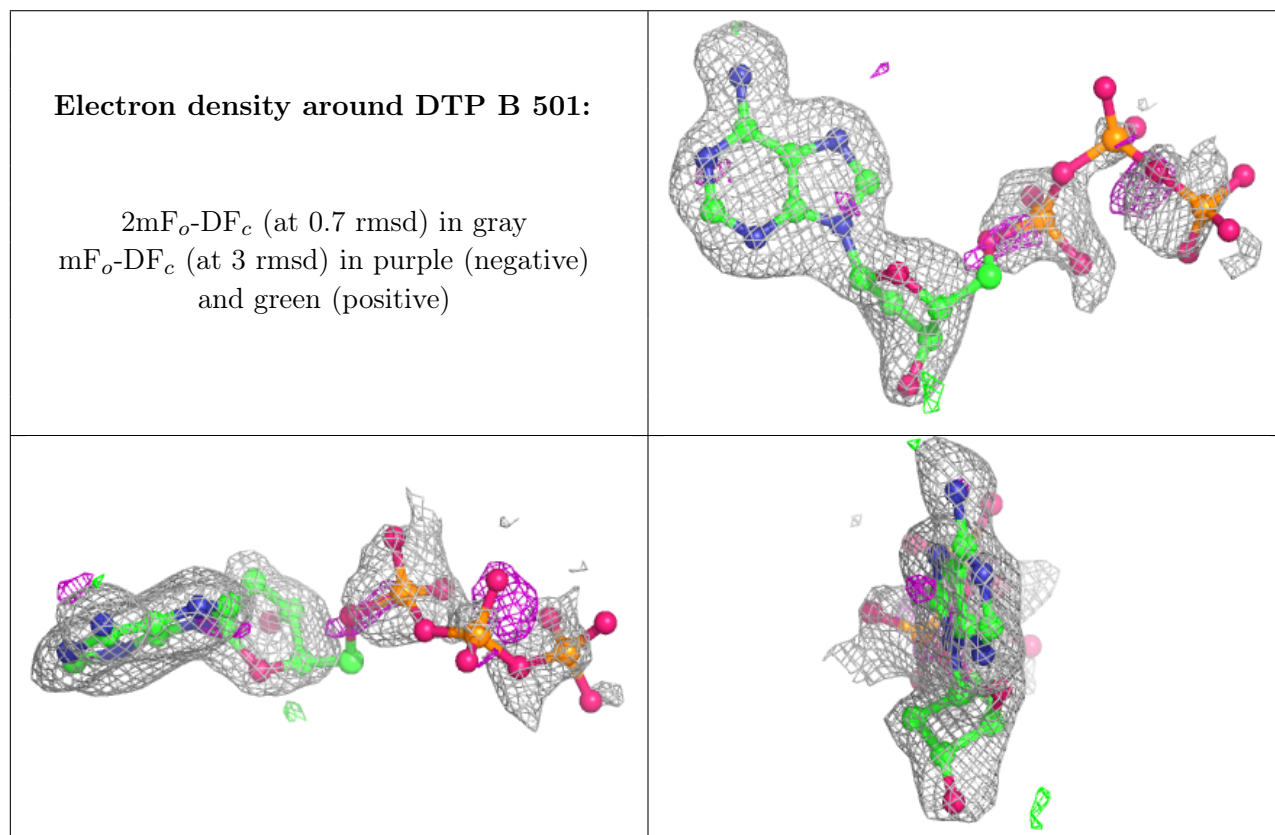 Electron density around DTP B 501:
2mFo-DFc (at 0.7 rmsd) in gray
mFo-DFc (at 3 rmsd) in purple (negative)
and green (positive)